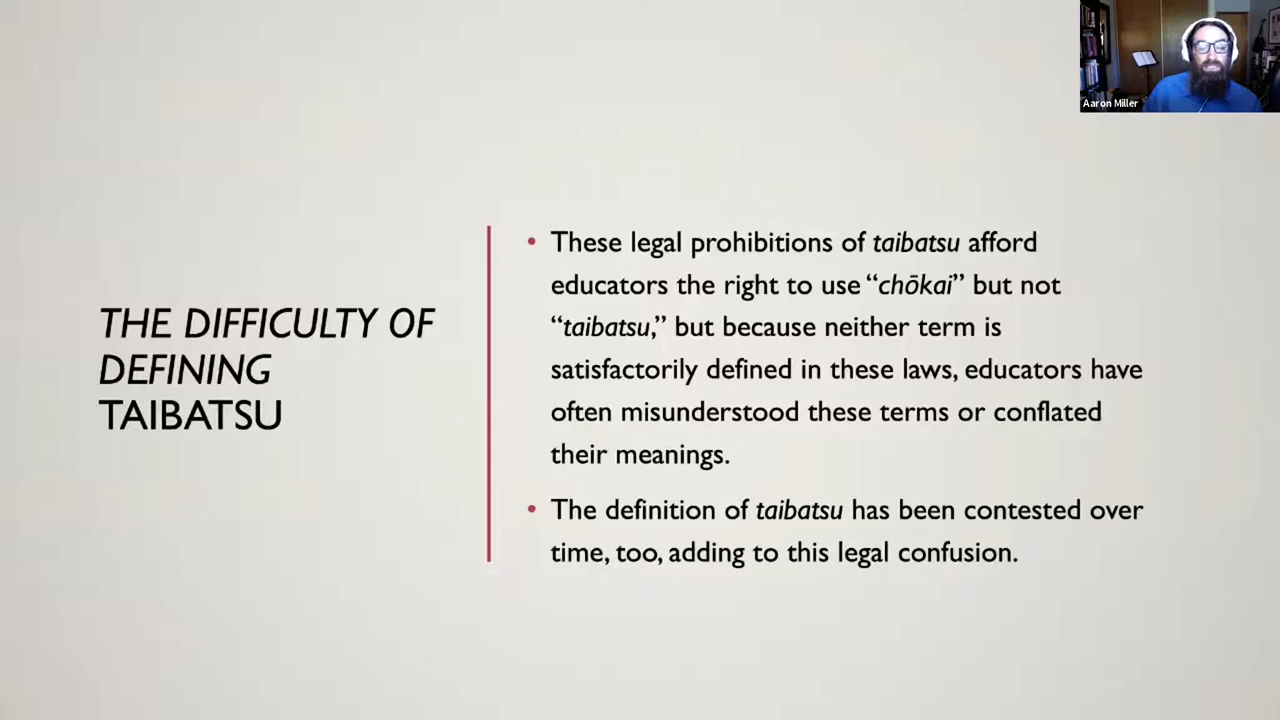 THE DIFFICULTY OF
DEFINING
TAIBATSU
• These legal prohibitions of taibatsu afford
educators the right to use “chōkai” but not
“taibatsu,” but because neither term is
satisfactorily defined in these laws, educators have
often misunderstood these terms or conflated
their meanings.
• The definition of taibatsu has been contested over
time, too, adding to this legal confusion.
Aaron Miller